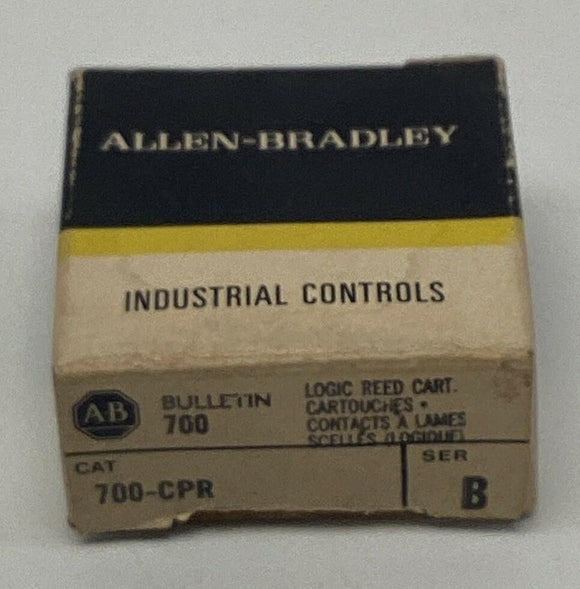 ALLEN-BRADLEY
INDUSTRIAL CONTROLS
AB
BULLETIN
700
LOGIC REED CART.
CARTOUCHES •
CONTACTS À LAMES
SCELLÉS (LOGIQUE)
CAT
700-CPR
SER
B